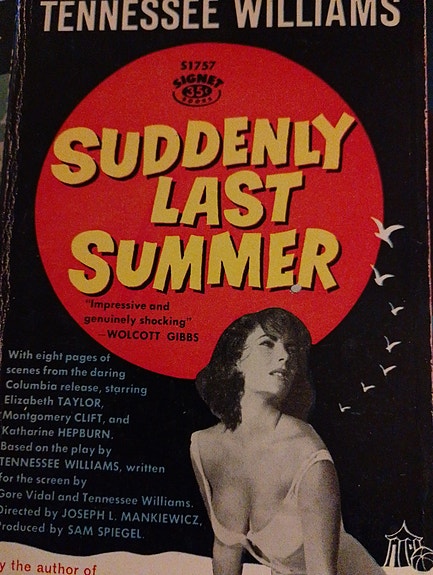 TENNESSEE WILLIAMS
S1757
SIGNET
35¢
BOOKS
SUDDENLY
LAST
SUMMER
"Impressive and
genuinely shocking"
—WOLCOTT GIBBS
With eight pages of
scenes from the daring
Columbia release, starring
Elizabeth TAYLOR,
Montgomery CLIFT, and
Katharine HEPBURN.
Based on the play by
TENNESSEE WILLIAMS, written
for the screen by
Gore Vidal and Tennessee Williams.
Directed by JOSEPH L. MANKIEWICZ,
Produced by SAM SPIEGEL.
y the author of